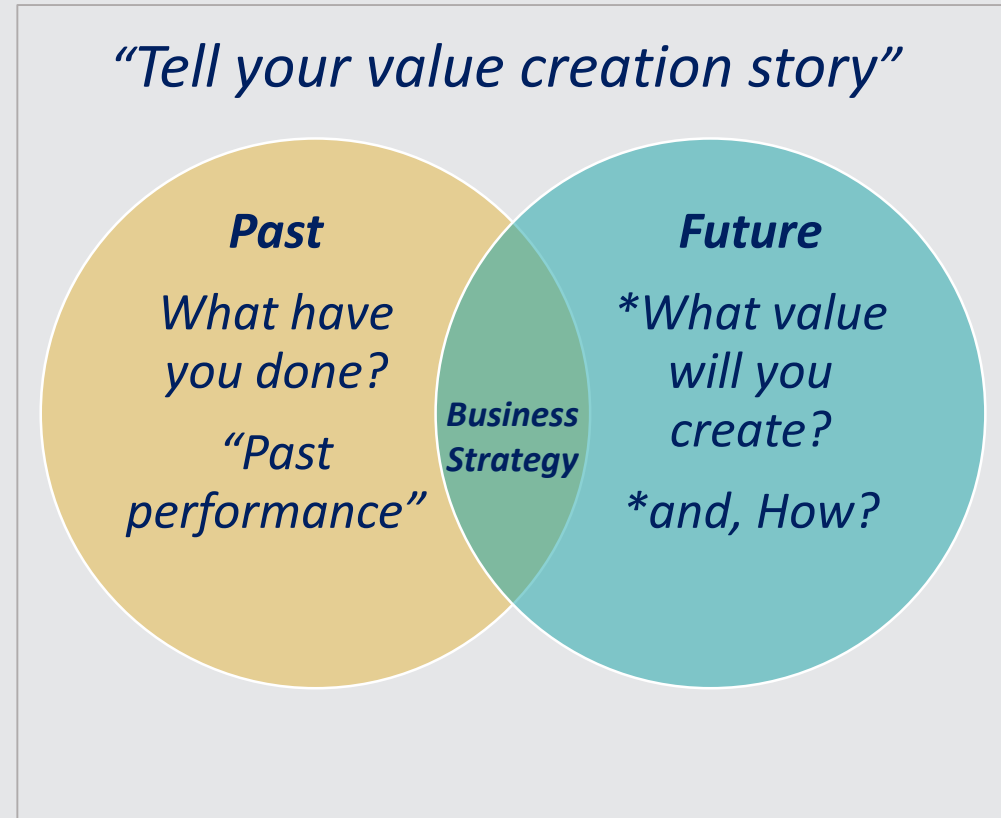 “Tell your value creation story”
Past
What have
you done?
“Past
performance”
Business
Strategy
Future
*What value
will you
create?
*and, How?